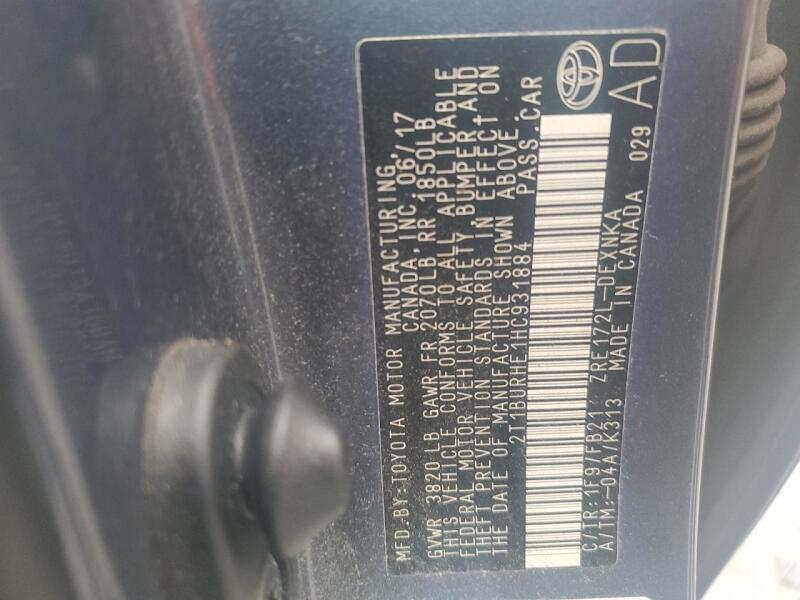 MFD. BY: TOYOTA MOTOR MANUFACTURING,
CANADA, INC. 06/17
GVWR 3820 LB GAWR FR 2070LB, RR 1850LB
THIS VEHICLE CONFORMS TO ALL APPLICABLE
FEDERAL MOTOR VEHICLE SAFETY, BUMPER, AND
THEFT PREVENTION STANDARDS IN EFFECT ON
THE DATE OF MANUFACTURE SHOWN ABOVE.
2T1BURHE1HC931884 PASS. CAR
C/TR: 1F9/FB21 ZRE172L-DEXNKA
A/TM:-04A/K313 MADE IN CANADA 029
AD